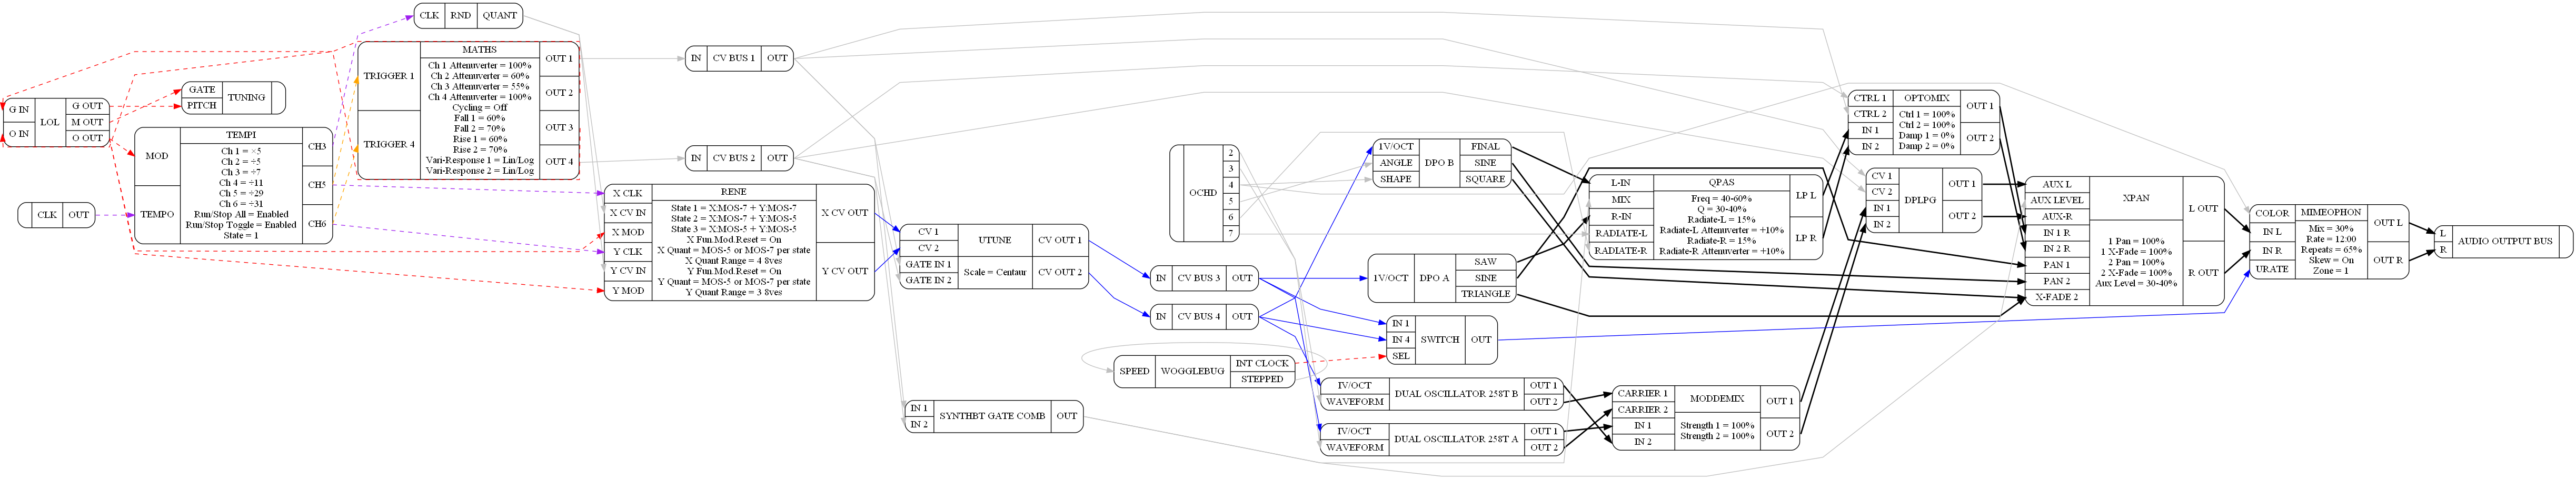 CLK RND QUANT
G IN
O IN
LOL
G OUT
M OUT
O OUT
GATE
PITCH
TUNING
CLK OUT
MOD
TEMPO
TEMPI
Ch 1 = ×5
Ch 2 = ÷5
Ch 3 = ÷7
Ch 4 = ÷11
Ch 5 = ÷29
Ch 6 = ÷31
Run/Stop All = Enabled
Run/Stop Toggle = Enabled
State = 1
CH3
CH5
CH6
TRIGGER 1
TRIGGER 4
MATHS
Ch 1 Attenuverter = 100%
Ch 2 Attenuverter = 60%
Ch 3 Attenuverter = 55%
Ch 4 Attenuverter = 100%
Cycling = Off
Fall 1 = 60%
Fall 2 = 70%
Rise 1 = 60%
Rise 2 = 70%
Vari-Response 1 = Lin/Log
Vari-Response 2 = Lin/Log
OUT 1
OUT 2
OUT 3
OUT 4
IN CV BUS 1 OUT
IN CV BUS 2 OUT
X CLK
X CV IN
X MOD
Y CLK
Y CV IN
Y MOD
RENE
State 1 = X:MOS-7 + Y:MOS-7
State 2 = X:MOS-7 + Y:MOS-5
State 3 = X:MOS-5 + Y:MOS-5
X Fun.Mod.Reset = On
X Quant = MOS-5 or MOS-7 per state
X Quant Range = 4 8ves
Y Fun.Mod.Reset = On
Y Quant = MOS-5 or MOS-7 per state
Y Quant Range = 3 8ves
X CV OUT
Y CV OUT
CV 1
CV 2
GATE IN 1
GATE IN 2
UTUNE
Scale = Centaur
CV OUT 1
CV OUT 2
IN 1
IN 2
SYNTHBT GATE COMB
OUT
IN CV BUS 3 OUT
IN CV BUS 4 OUT
SPEED
WOGGLEBUG
INT CLOCK
STEPPED
OCHD
2
3
4
5
6
7
1V/OCT
ANGLE
SHAPE
DPO B
FINAL
SINE
SQUARE
1V/OCT
DPO A
SAW
SINE
TRIANGLE
IN 1
IN 4
SEL
SWITCH
OUT
IV/OCT
WAVEFORM
DUAL OSCILLATOR 258T B
OUT 1
OUT 2
IV/OCT
WAVEFORM
DUAL OSCILLATOR 258T A
OUT 1
OUT 2
L-IN
MIX
R-IN
RADIATE-L
RADIATE-R
QPAS
Freq = 40-60%
Q = 30-40%
Radiate-L = 15%
Radiate-L Attenuverter = +10%
Radiate-R = 15%
Radiate-R Attenuverter = +10%
LP L
LP R
CARRIER 1
CARRIER 2
IN 1
IN 2
MODDEMIX
Strength 1 = 100%
Strength 2 = 100%
OUT 1
OUT 2
CTRL 1
CTRL 2
IN 1
IN 2
OPTOMIX
Ctrl 1 = 100%
Ctrl 2 = 100%
Damp 1 = 0%
Damp 2 = 0%
OUT 1
OUT 2
CV 1
CV 2
IN 1
IN 2
DPLPG
OUT 1
OUT 2
AUX L
AUX LEVEL
AUX-R
IN 1 R
IN 2 R
PAN 1
PAN 2
X-FADE 2
XPAN
1 Pan = 100%
1 X-Fade = 100%
2 Pan = 100%
2 X-Fade = 100%
Aux Level = 30-40%
L OUT
R OUT
COLOR
IN L
IN R
URATE
MIMEOPHON
Mix = 30%
Rate = 12:00
Repeats = 65%
Skew = On
Zone = 1
OUT L
OUT R
L
R
AUDIO OUTPUT BUS